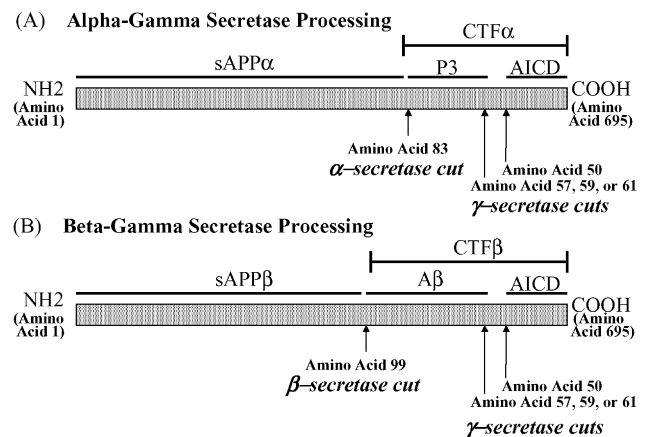 (A) Alpha-Gamma Secretase Processing
CTFα
sAPPα P3 AICD
NH2 COOH
(Amino (Amino
Acid 1) Acid 695)
Amino Acid 83
α–secretase cut
Amino Acid 50
Amino Acid 57, 59, or 61
γ–secretase cuts
(B) Beta-Gamma Secretase Processing
CTFβ
sAPPβ Aβ AICD
NH2 COOH
(Amino (Amino
Acid 1) Acid 695)
Amino Acid 99
β–secretase cut
Amino Acid 50
Amino Acid 57, 59, or 61
γ–secretase cuts